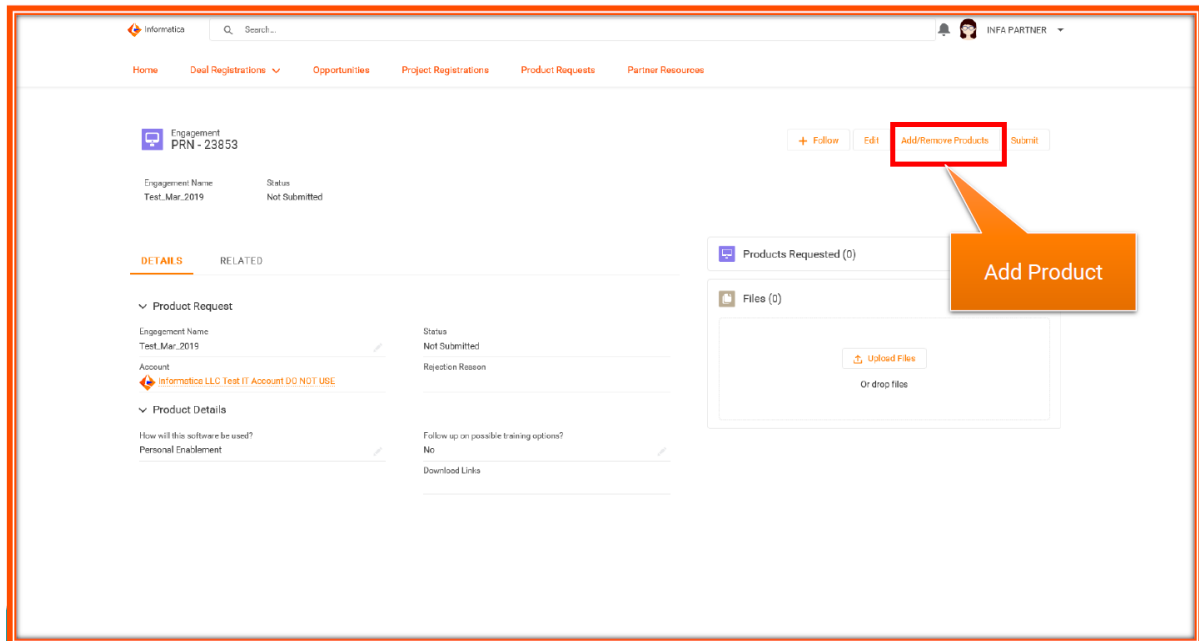 Informatica
Search...
INFA PARTNER
Home Deal Registrations Opportunities Project Registrations Product Requests Partner Resources
Engagement
PRN - 23853
+ Follow Edit Add/Remove Products Submit
Engagement Name Status
Test_Mar_2019 Not Submitted
Add Product
DETAILS RELATED
Products Requested (0)
Files (0)
Upload Files
Or drop files
Product Request
Engagement Name Status
Test_Mar_2019 Not Submitted
Account Rejection Reason
Informatica LLC Test IT Account DO NOT USE
Product Details
How will this software be used? Follow up on possible training options?
Personal Enablement No
Download Links